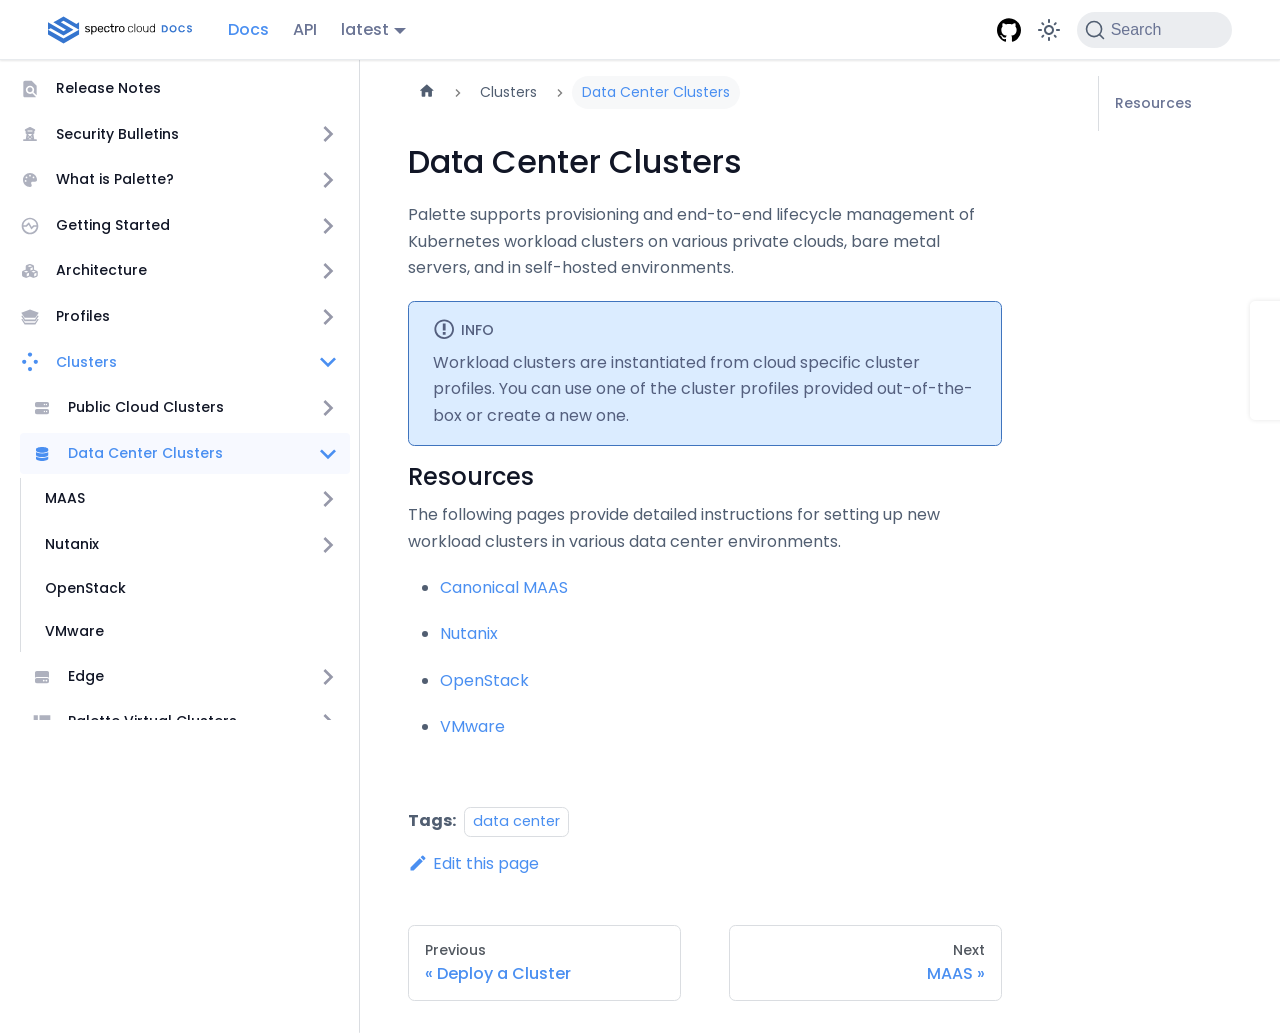 spectro cloud DOCS
Docs
API
latest
Search
Release Notes
Security Bulletins
What is Palette?
Getting Started
Architecture
Profiles
Clusters
Public Cloud Clusters
Data Center Clusters
MAAS
Nutanix
OpenStack
VMware
Edge
Palette Virtual Clusters
Clusters
Data Center Clusters
Data Center Clusters
Palette supports provisioning and end-to-end lifecycle management of
Kubernetes workload clusters on various private clouds, bare metal
servers, and in self-hosted environments.
INFO
Workload clusters are instantiated from cloud specific cluster
profiles. You can use one of the cluster profiles provided out-of-the-
box or create a new one.
Resources
The following pages provide detailed instructions for setting up new
workload clusters in various data center environments.
Canonical MAAS
Nutanix
OpenStack
VMware
Tags: data center
Edit this page
Previous
« Deploy a Cluster
Next
MAAS »
Resources